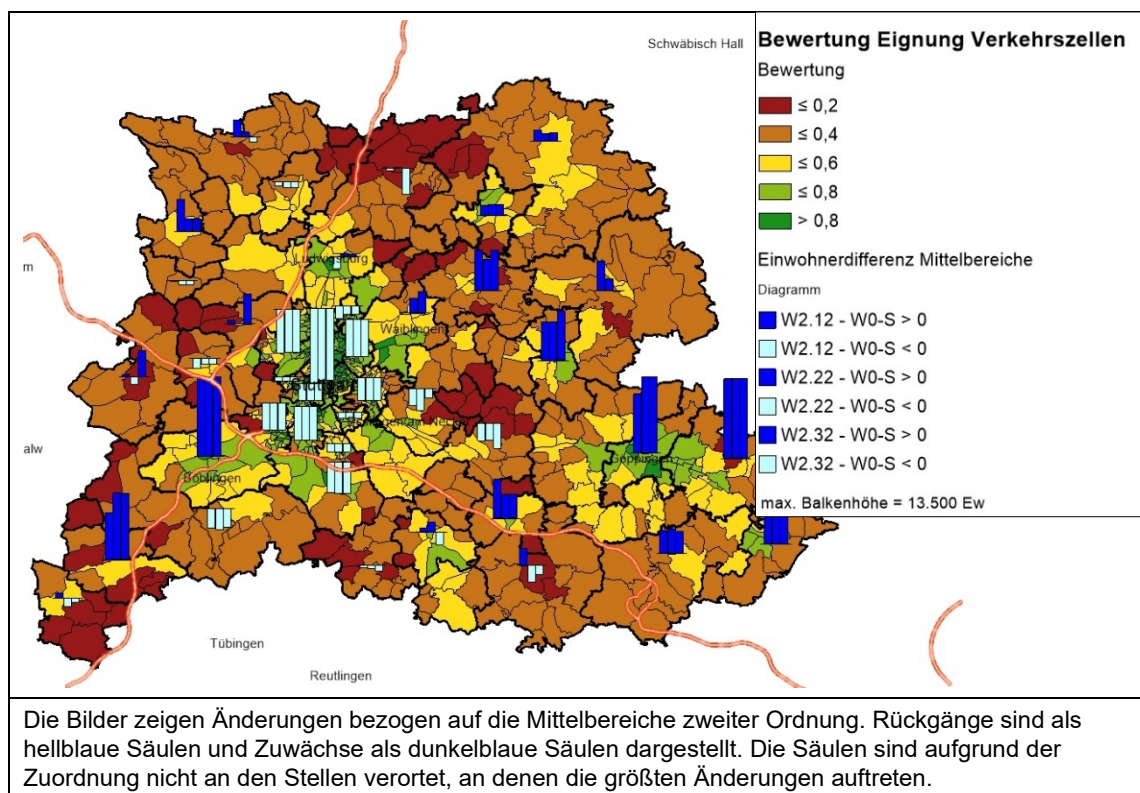 Schwäbisch Hall
Bewertung Eignung Verkehrszellen
Bewertung
≤ 0,2
≤ 0,4
≤ 0,6
≤ 0,8
> 0,8
Einwohnerdifferenz Mittelbereiche
Diagramm
W2.12 - W0-S > 0
W2.12 - W0-S < 0
W2.22 - W0-S > 0
W2.22 - W0-S < 0
W2.32 - W0-S > 0
W2.32 - W0-S < 0
max. Balkenhöhe = 13.500 Ew
m
Ludwigsburg
Waiblingen
alw
Göppingen
Böblingen
Tübingen
Reutlingen
Die Bilder zeigen Änderungen bezogen auf die Mittelbereiche zweiter Ordnung. Rückgänge sind als
hellblaue Säulen und Zuwächse als dunkelblaue Säulen dargestellt. Die Säulen sind aufgrund der
Zuordnung nicht an den Stellen verortet, an denen die größten Änderungen auftreten.